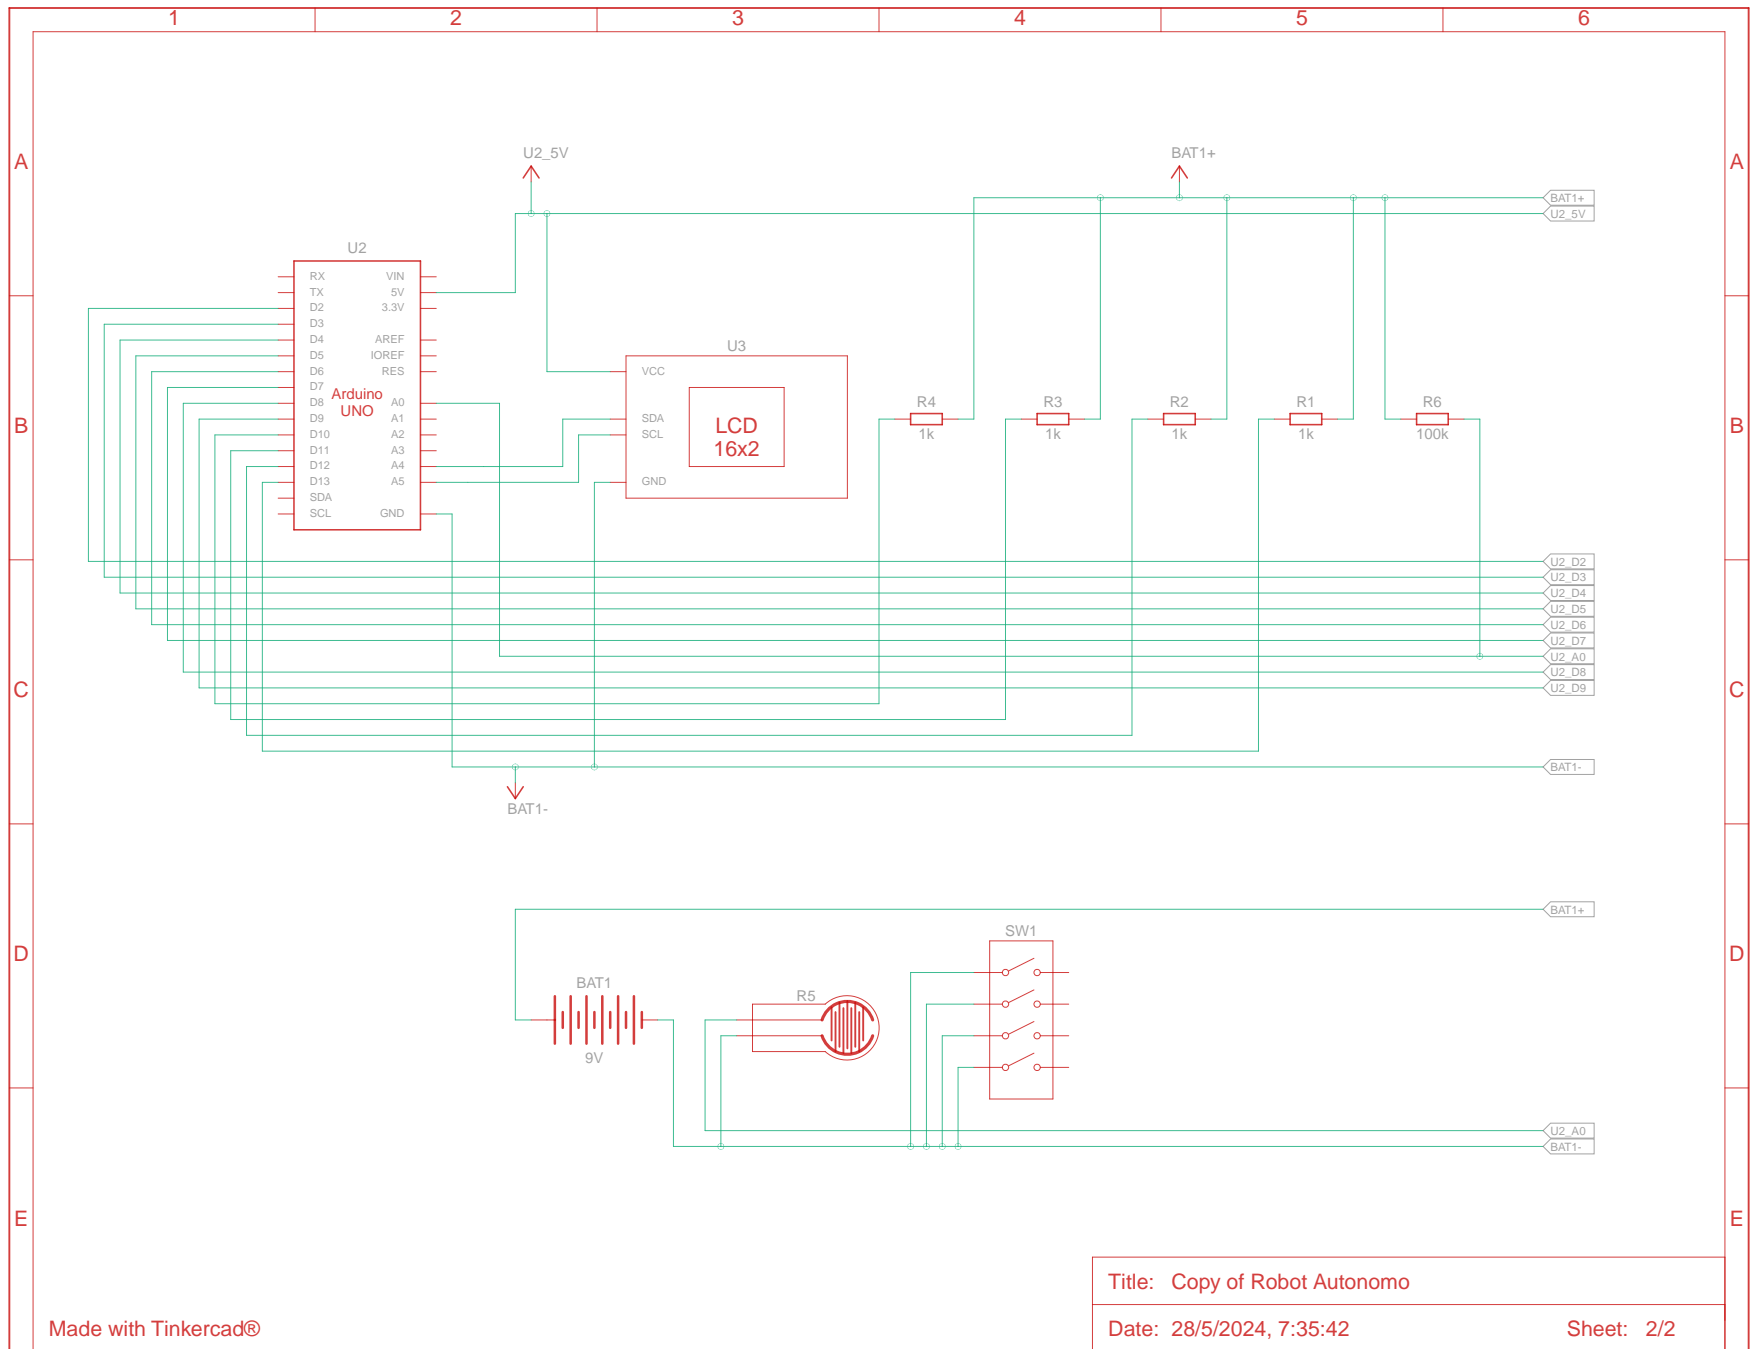 1 2 3 4 5 6
A A
U2_5V BAT1+
BAT1+
U2_5V
U2
RX VIN
TX 5V
D2 3.3V
D3
D4 AREF
D5 IOREF
D6 RES
D7
D8 A0
D9 A1
D10 A2
D11 A3
D12 A4
D13 A5
SDA
SCL GND
Arduino
UNO
U3
VCC
SDA
SCL
GND
LCD
16x2
B B
R4 R3 R2 R1 R6
1k 1k 1k 1k 100k
U2_D2
U2_D3
U2_D4
U2_D5
U2_D6
U2_D7
U2_A0
U2_D8
U2_D9
C C
BAT1-
BAT1-
BAT1+
D D
SW1
BAT1
R5
9V
U2_A0
BAT1-
E E
Title: Copy of Robot Autonomo
Made with Tinkercad®
Date: 28/5/2024, 7:35:42 Sheet: 2/2